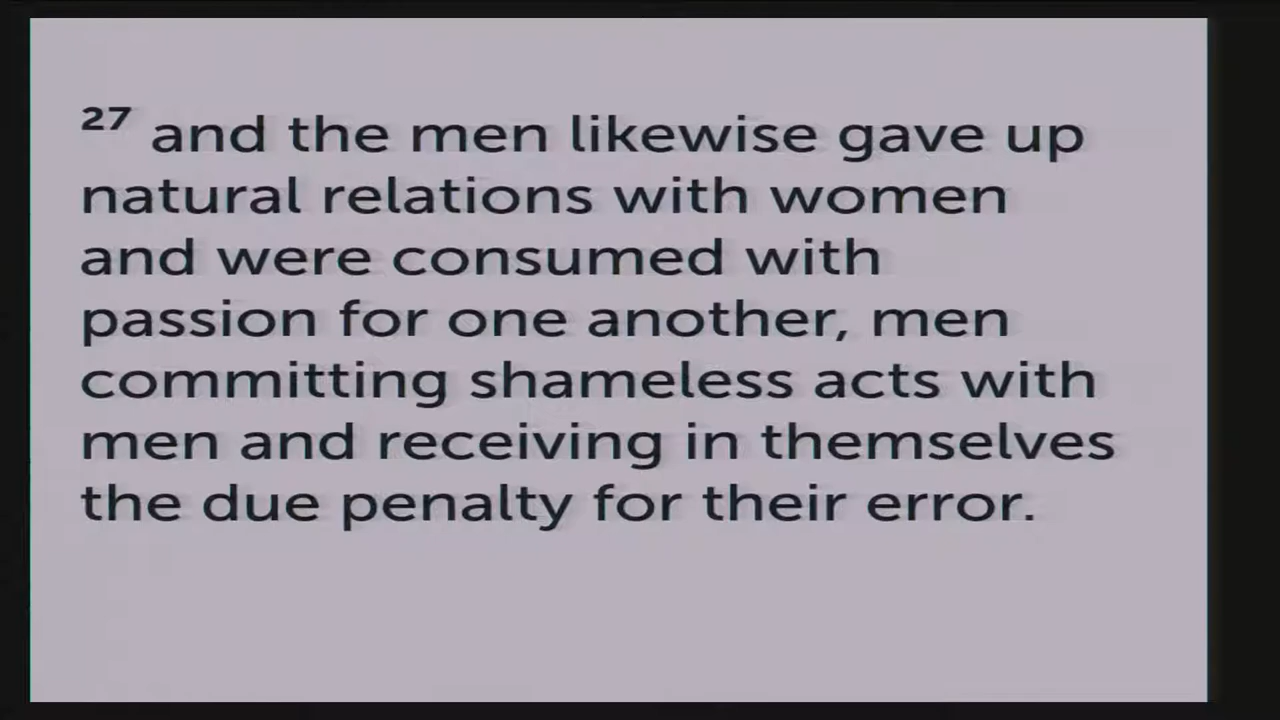 27 and the men likewise gave up
natural relations with women
and were consumed with
passion for one another, men
committing shameless acts with
men and receiving in themselves
the due penalty for their error.